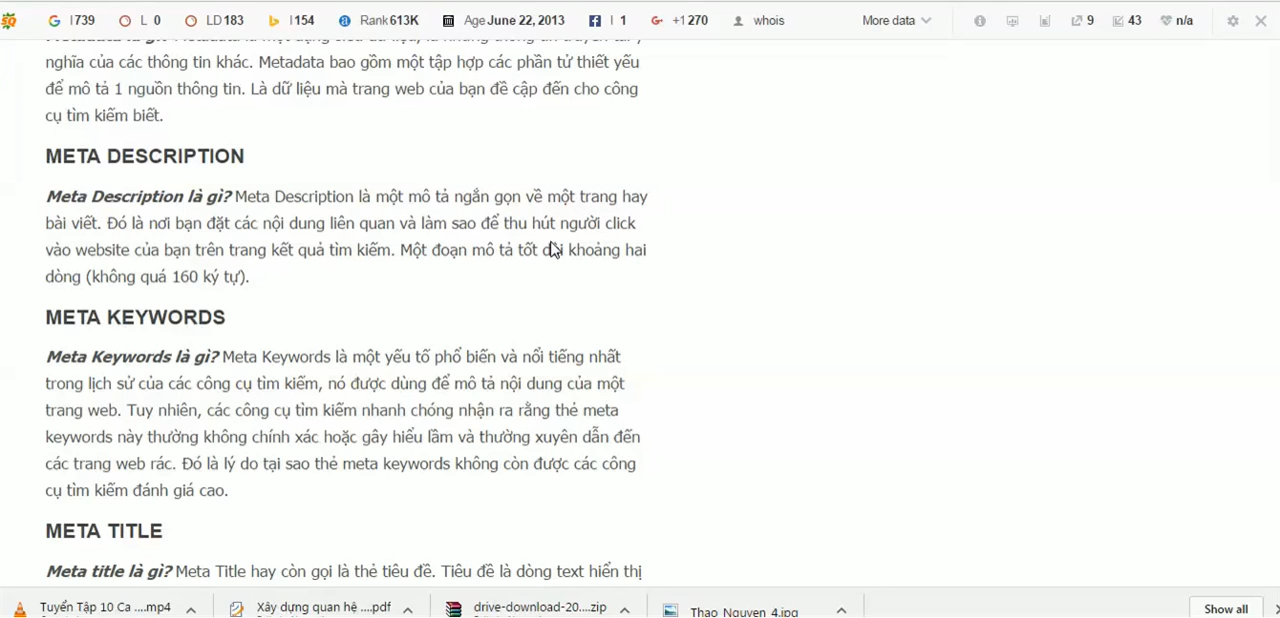 I 739 L 0 LD 183 I 154 Rank 613K Age June 22, 2013 I 1 +1 270 whois More data 9 43 n/a
nghĩa của các thông tin khác. Metadata bao gồm một tập hợp các phần tử thiết yếu
để mô tả 1 nguồn thông tin. Là dữ liệu mà trang web của bạn đề cập đến cho công
cụ tìm kiếm biết.
META DESCRIPTION
Meta Description là gì? Meta Description là một mô tả ngắn gọn về một trang hay
bài viết. Đó là nơi bạn đặt các nội dung liên quan và làm sao để thu hút người click
vào website của bạn trên trang kết quả tìm kiếm. Một đoạn mô tả tốt dài khoảng hai
dòng (không quá 160 ký tự).
META KEYWORDS
Meta Keywords là gì? Meta Keywords là một yếu tố phổ biến và nổi tiếng nhất
trong lịch sử của các công cụ tìm kiếm, nó được dùng để mô tả nội dung của một
trang web. Tuy nhiên, các công cụ tìm kiếm nhanh chóng nhận ra rằng thẻ meta
keywords này thường không chính xác hoặc gây hiểu lầm và thường xuyên dẫn đến
các trang web rác. Đó là lý do tại sao thẻ meta keywords không còn được các công
cụ tìm kiếm đánh giá cao.
META TITLE
Meta title là gì? Meta Title hay còn gọi là thẻ tiêu đề. Tiêu đề là dòng text hiển thị
Tuyển Tập 10 Ca ....mp4 Xây dựng quan hệ ....pdf drive-download-20....zip Thao_Nguyen_4.jpg Show all